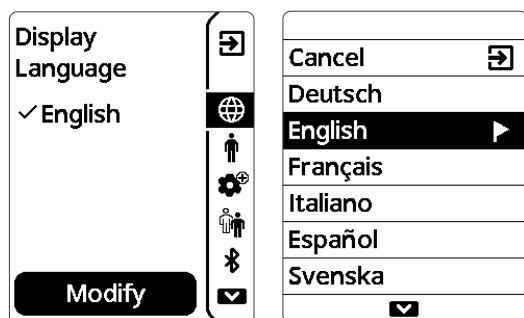 Display
Language
✓ English
Modify
Cancel
Deutsch
English
Français
Italiano
Español
Svenska